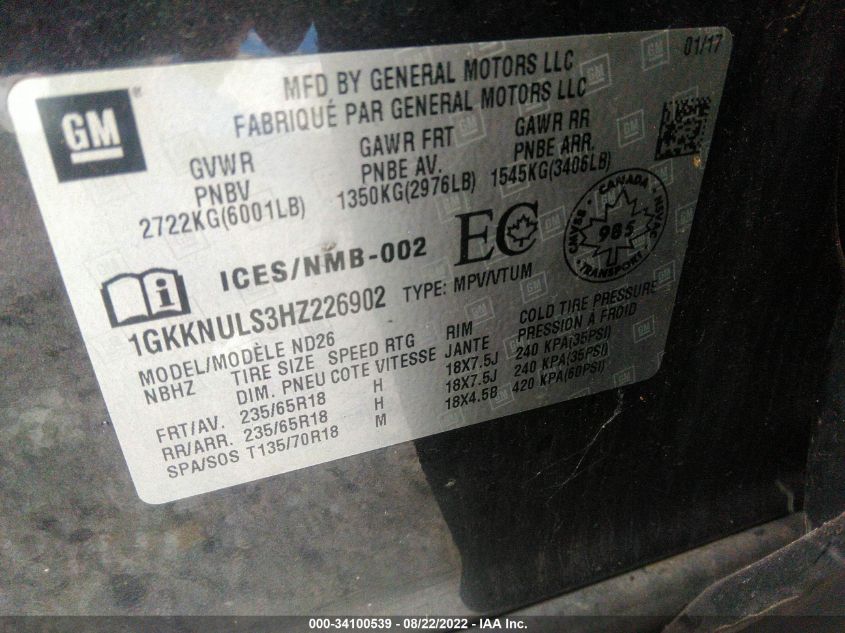 01/17
GM
MFD BY GENERAL MOTORS LLC
FABRIQUÉ PAR GENERAL MOTORS LLC
GVWR GAWR FRT GAWR RR
PNBV PNBE AV. PNBE ARR.
2722KG(6001LB) 1350KG(2976LB) 1545KG(3406LB)
ICES/NMB-002 EC
CANADA
CMVSS 985 NSVAC
TRANSPORT
1GKKNULS3HZ226902 TYPE: MPV/VTUM
MODEL/MODÈLE ND26
NBHZ TIRE SIZE SPEED RTG RIM COLD TIRE PRESSURE
DIM. PNEU COTE VITESSE JANTE PRESSION À FROID
FRT/AV. 235/65R18 H 18X7.5J 240 KPA(35PSI)
RR/ARR. 235/65R18 H 18X7.5J 240 KPA(35PSI)
SPA/SOS T135/70R18 M 18X4.5B 420 KPA(60PSI)
000-34100539 - 08/22/2022 - IAA Inc.